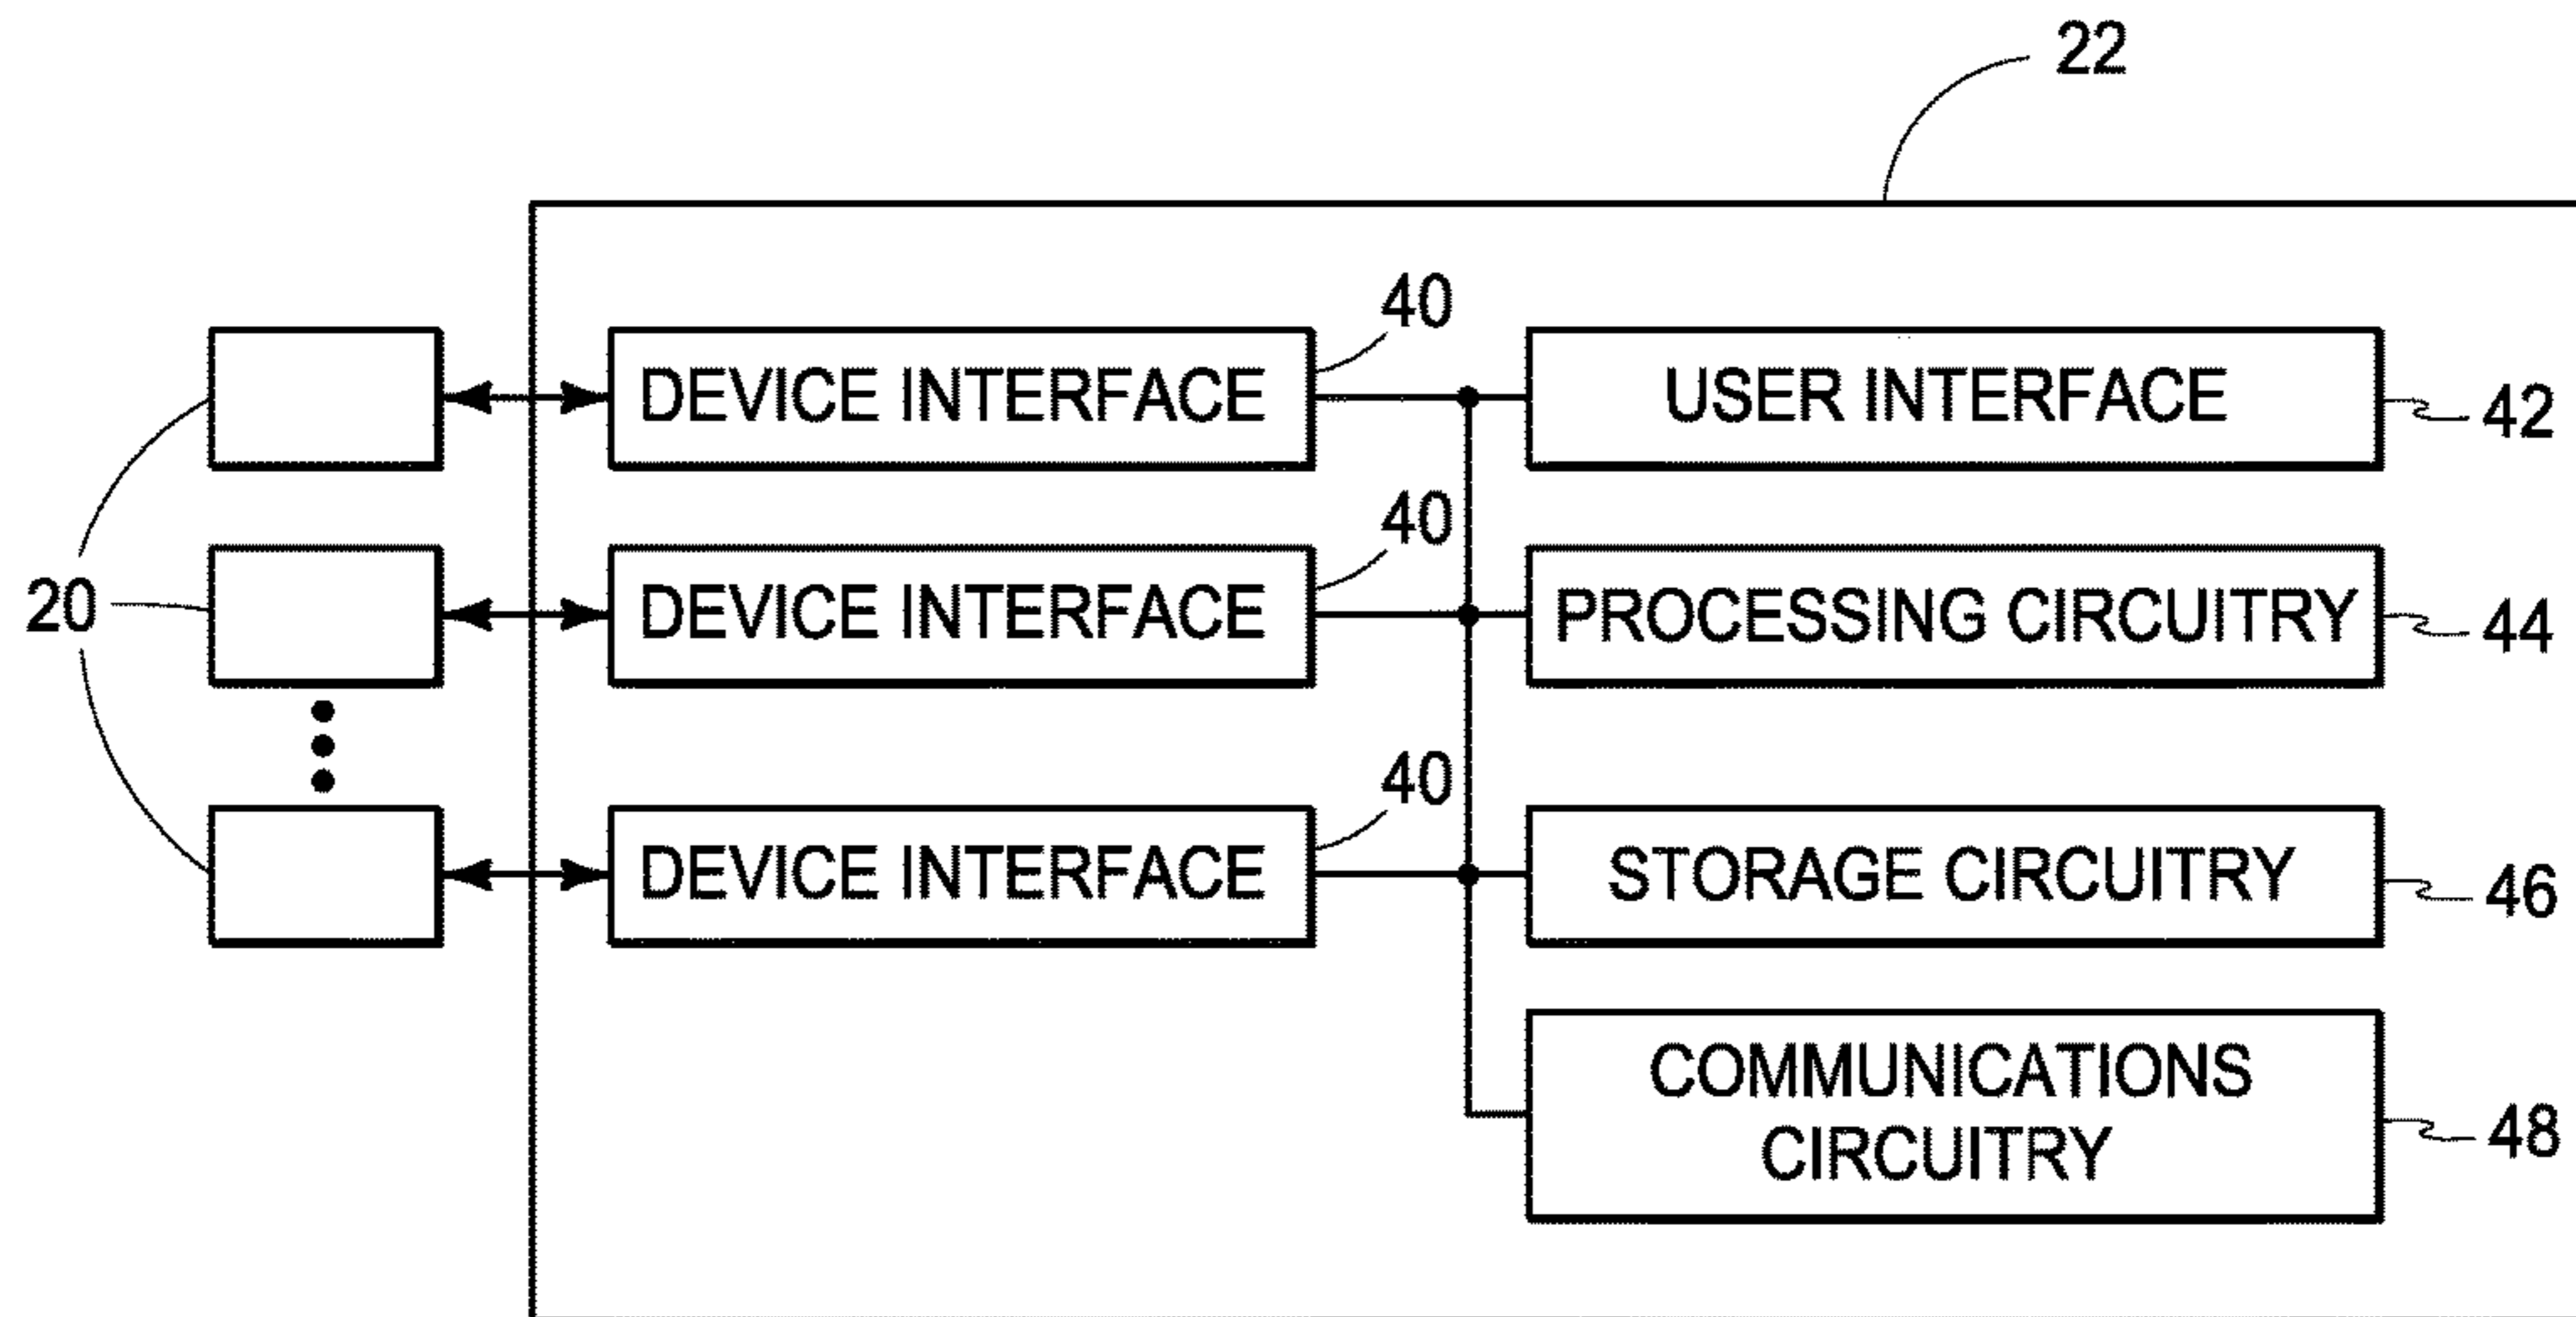 22
40
DEVICE INTERFACE
USER INTERFACE
42
40
20
DEVICE INTERFACE
PROCESSING CIRCUITRY
44
40
DEVICE INTERFACE
STORAGE CIRCUITRY
46
COMMUNICATIONS
CIRCUITRY
48